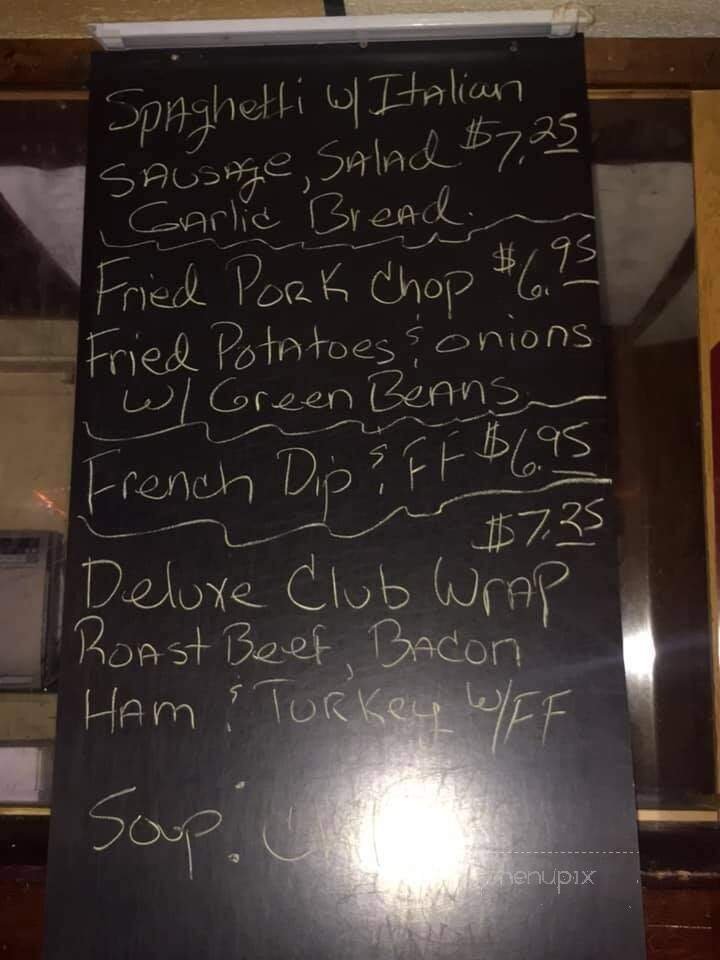 Spaghetti w/ Italian
Sausage, Salad $7.25
Garlic Bread.
Fried Pork Chop $6.95
Fried Potatoes & onions
w/ Green Beans
French Dip & FF $6.95
$7.25
Deluxe Club Wrap
Roast Beef, Bacon
Ham & Turkey w/FF
Soup:
menupix